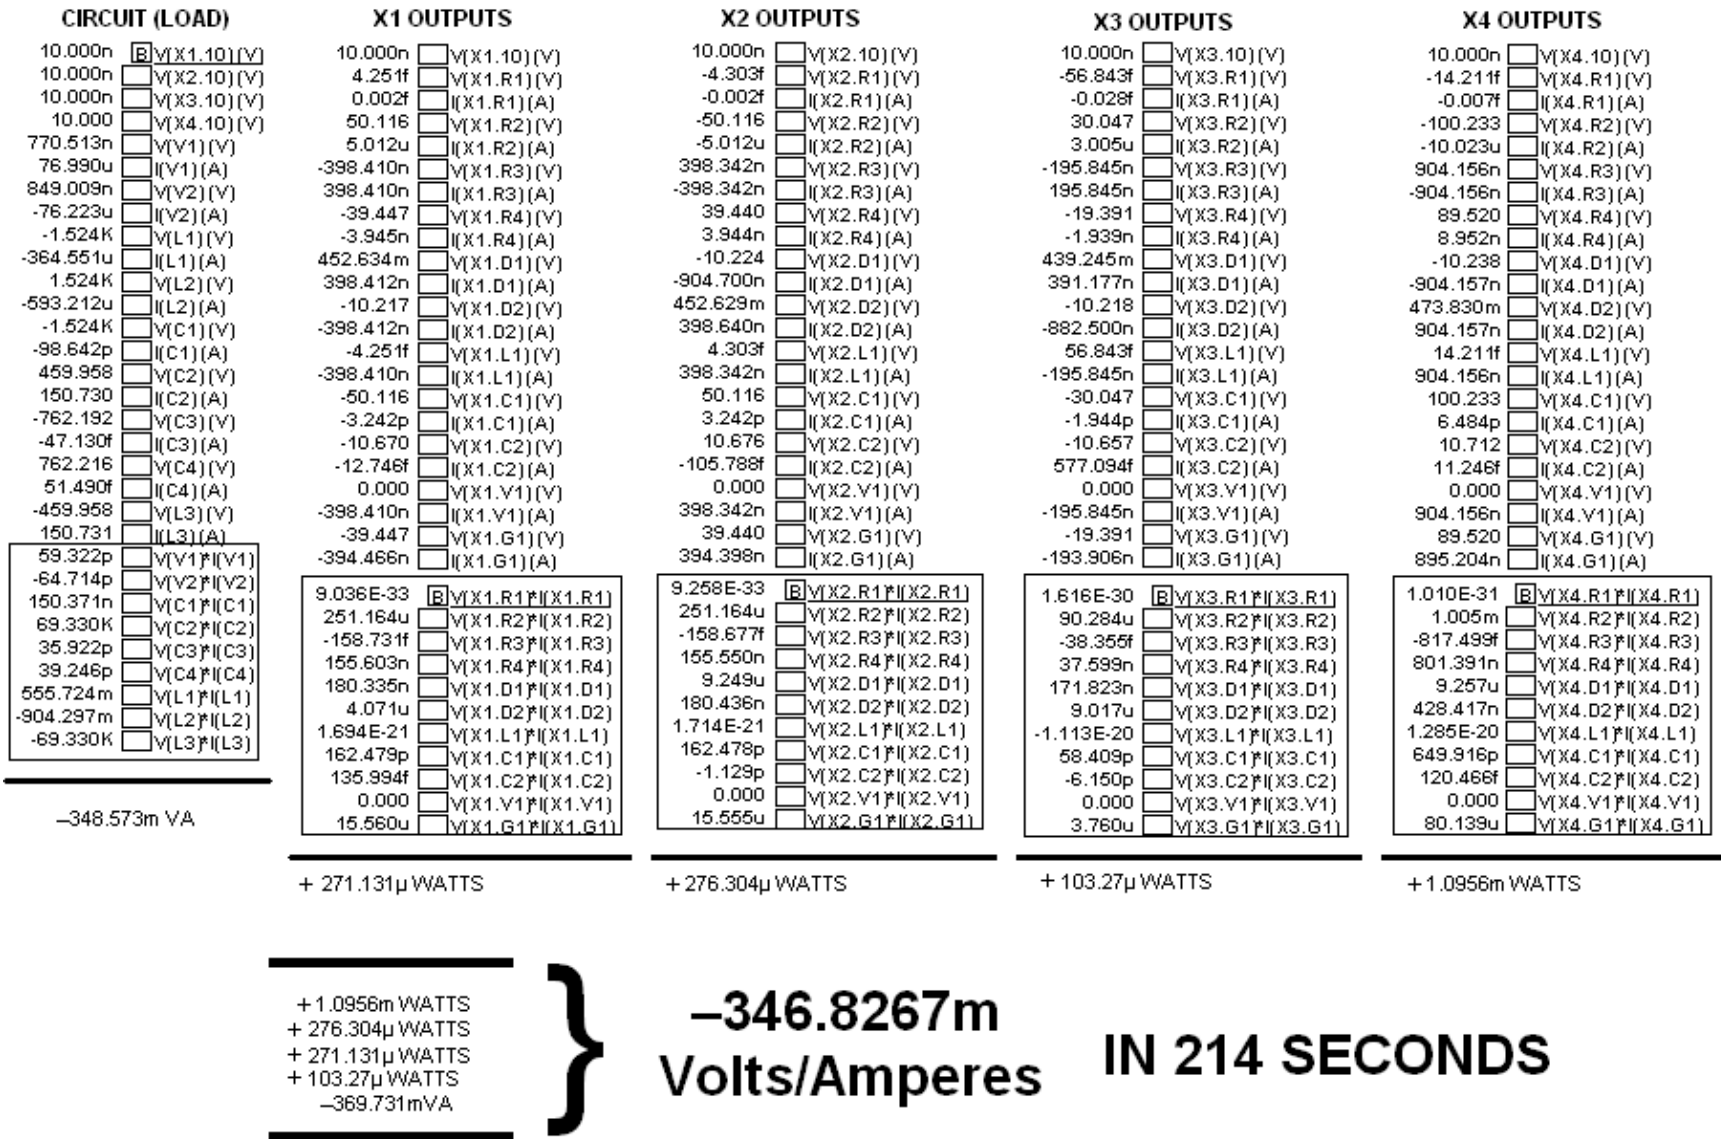 CIRCUIT (LOAD)
10.000n B V(X1.10)(V)
10.000n V(X2.10)(V)
10.000n V(X3.10)(V)
10.000 V(X4.10)(V)
770.513n V(V1)(V)
76.990u I(V1)(A)
849.009n V(V2)(V)
-76.223u I(V2)(A)
-1.524K V(L1)(V)
-364.551u I(L1)(A)
1.524K V(L2)(V)
-593.212u I(L2)(A)
-1.524K V(C1)(V)
-98.642p I(C1)(A)
459.958 V(C2)(V)
150.730 I(C2)(A)
-762.192 V(C3)(V)
-47.130f I(C3)(A)
762.216 V(C4)(V)
51.490f I(C4)(A)
-459.958 V(L3)(V)
150.731 I(L3)(A)
59.322p V(V1)*I(V1)
-64.714p V(V2)*I(V2)
150.371n V(C1)*I(C1)
69.330K V(C2)*I(C2)
35.922p V(C3)*I(C3)
39.246p V(C4)*I(C4)
555.724m V(L1)*I(L1)
-904.297m V(L2)*I(L2)
-69.330K V(L3)*I(L3)
–348.573m VA
X1 OUTPUTS
10.000n V(X1.10)(V)
4.251f V(X1.R1)(V)
0.002f I(X1.R1)(A)
50.116 V(X1.R2)(V)
5.012u I(X1.R2)(A)
-398.410n V(X1.R3)(V)
398.410n I(X1.R3)(A)
-39.447 V(X1.R4)(V)
-3.945n I(X1.R4)(A)
452.634m V(X1.D1)(V)
398.412n I(X1.D1)(A)
-10.217 V(X1.D2)(V)
-398.412n I(X1.D2)(A)
-4.251f V(X1.L1)(V)
-398.410n I(X1.L1)(A)
-50.116 V(X1.C1)(V)
-3.242p I(X1.C1)(A)
-10.670 V(X1.C2)(V)
-12.746f I(X1.C2)(A)
0.000 V(X1.V1)(V)
-398.410n I(X1.V1)(A)
-39.447 V(X1.G1)(V)
-394.466n I(X1.G1)(A)
9.036E-33 B V(X1.R1)*I(X1.R1)
251.164u V(X1.R2)*I(X1.R2)
-158.731f V(X1.R3)*I(X1.R3)
155.603n V(X1.R4)*I(X1.R4)
180.335n V(X1.D1)*I(X1.D1)
4.071u V(X1.D2)*I(X1.D2)
1.694E-21 V(X1.L1)*I(X1.L1)
162.479p V(X1.C1)*I(X1.C1)
135.994f V(X1.C2)*I(X1.C2)
0.000 V(X1.V1)*I(X1.V1)
15.560u V(X1.G1)*I(X1.G1)
+ 271.131µ WATTS
X2 OUTPUTS
10.000n V(X2.10)(V)
-4.303f V(X2.R1)(V)
-0.002f I(X2.R1)(A)
-50.116 V(X2.R2)(V)
-5.012u I(X2.R2)(A)
398.342n V(X2.R3)(V)
-398.342n I(X2.R3)(A)
39.440 V(X2.R4)(V)
3.944n I(X2.R4)(A)
-10.224 V(X2.D1)(V)
-904.700n I(X2.D1)(A)
452.629m V(X2.D2)(V)
398.640n I(X2.D2)(A)
4.303f V(X2.L1)(V)
398.342n I(X2.L1)(A)
50.116 V(X2.C1)(V)
3.242p I(X2.C1)(A)
10.676 V(X2.C2)(V)
-105.788f I(X2.C2)(A)
0.000 V(X2.V1)(V)
398.342n I(X2.V1)(A)
39.440 V(X2.G1)(V)
394.398n I(X2.G1)(A)
9.258E-33 B V(X2.R1)*I(X2.R1)
251.164u V(X2.R2)*I(X2.R2)
-158.677f V(X2.R3)*I(X2.R3)
155.550n V(X2.R4)*I(X2.R4)
9.249u V(X2.D1)*I(X2.D1)
180.436n V(X2.D2)*I(X2.D2)
1.714E-21 V(X2.L1)*I(X2.L1)
162.478p V(X2.C1)*I(X2.C1)
-1.129p V(X2.C2)*I(X2.C2)
0.000 V(X2.V1)*I(X2.V1)
15.555u V(X2.G1)*I(X2.G1)
+ 276.304µ WATTS
X3 OUTPUTS
10.000n V(X3.10)(V)
-56.843f V(X3.R1)(V)
-0.028f I(X3.R1)(A)
30.047 V(X3.R2)(V)
3.005u I(X3.R2)(A)
-195.845n V(X3.R3)(V)
195.845n I(X3.R3)(A)
-19.391 V(X3.R4)(V)
-1.939n I(X3.R4)(A)
439.245m V(X3.D1)(V)
391.177n I(X3.D1)(A)
-10.218 V(X3.D2)(V)
-882.500n I(X3.D2)(A)
56.843f V(X3.L1)(V)
-195.845n I(X3.L1)(A)
-30.047 V(X3.C1)(V)
-1.944p I(X3.C1)(A)
-10.657 V(X3.C2)(V)
577.094f I(X3.C2)(A)
0.000 V(X3.V1)(V)
-195.845n I(X3.V1)(A)
-19.391 V(X3.G1)(V)
-193.906n I(X3.G1)(A)
1.616E-30 B V(X3.R1)*I(X3.R1)
90.284u V(X3.R2)*I(X3.R2)
-38.355f V(X3.R3)*I(X3.R3)
37.599n V(X3.R4)*I(X3.R4)
171.823n V(X3.D1)*I(X3.D1)
9.017u V(X3.D2)*I(X3.D2)
-1.113E-20 V(X3.L1)*I(X3.L1)
58.409p V(X3.C1)*I(X3.C1)
-6.150p V(X3.C2)*I(X3.C2)
0.000 V(X3.V1)*I(X3.V1)
3.760u V(X3.G1)*I(X3.G1)
+ 103.27µ WATTS
X4 OUTPUTS
10.000n V(X4.10)(V)
-14.211f V(X4.R1)(V)
-0.007f I(X4.R1)(A)
-100.233 V(X4.R2)(V)
-10.023u I(X4.R2)(A)
904.156n V(X4.R3)(V)
-904.156n I(X4.R3)(A)
89.520 V(X4.R4)(V)
8.952n I(X4.R4)(A)
-10.238 V(X4.D1)(V)
-904.157n I(X4.D1)(A)
473.830m V(X4.D2)(V)
904.157n I(X4.D2)(A)
14.211f V(X4.L1)(V)
904.156n I(X4.L1)(A)
100.233 V(X4.C1)(V)
6.484p I(X4.C1)(A)
10.712 V(X4.C2)(V)
11.246f I(X4.C2)(A)
0.000 V(X4.V1)(V)
904.156n I(X4.V1)(A)
89.520 V(X4.G1)(V)
895.204n I(X4.G1)(A)
1.010E-31 B V(X4.R1)*I(X4.R1)
1.005m V(X4.R2)*I(X4.R2)
-817.499f V(X4.R3)*I(X4.R3)
801.391n V(X4.R4)*I(X4.R4)
9.257u V(X4.D1)*I(X4.D1)
428.417n V(X4.D2)*I(X4.D2)
1.285E-20 V(X4.L1)*I(X4.L1)
649.916p V(X4.C1)*I(X4.C1)
120.466f V(X4.C2)*I(X4.C2)
0.000 V(X4.V1)*I(X4.V1)
80.139u V(X4.G1)*I(X4.G1)
+ 1.0956m WATTS
+ 1.0956m WATTS
+ 276.304µ WATTS
+ 271.131µ WATTS
+ 103.27µ WATTS
–369.731mVA
–346.8267m
Volts/Amperes
IN 214 SECONDS